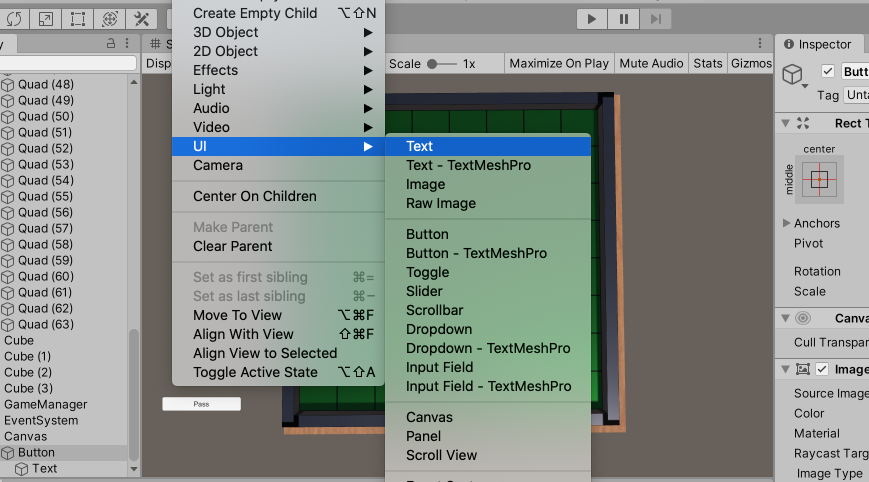 Create Empty Child ⌥⇧N
3D Object
2D Object
Effects
Light
Audio
Video
UI
Camera
Center On Children
Make Parent
Clear Parent
Set as first sibling ⌘=
Set as last sibling ⌘−
Move To View ⌥⌘F
Align With View ⇧⌘F
Align View to Selected
Toggle Active State ⌥⇧A
Text
Text - TextMeshPro
Image
Raw Image
Button
Button - TextMeshPro
Toggle
Slider
Scrollbar
Dropdown
Dropdown - TextMeshPro
Input Field
Input Field - TextMeshPro
Canvas
Panel
Scroll View
Quad (48)
Quad (49)
Quad (50)
Quad (51)
Quad (52)
Quad (53)
Quad (54)
Quad (55)
Quad (56)
Quad (57)
Quad (58)
Quad (59)
Quad (60)
Quad (61)
Quad (62)
Quad (63)
Cube
Cube (1)
Cube (2)
Cube (3)
GameManager
EventSystem
Canvas
Button
Text
y
S
Disp
Scale 1x
Maximize On Play Mute Audio Stats Gizmos
Pass
Inspector
Butt
Tag Unta
Rect T
center
middle
Anchors
Pivot
Rotation
Scale
Canva
Cull Transpar
Image
Source Image
Color
Material
Raycast Targ
Image Type